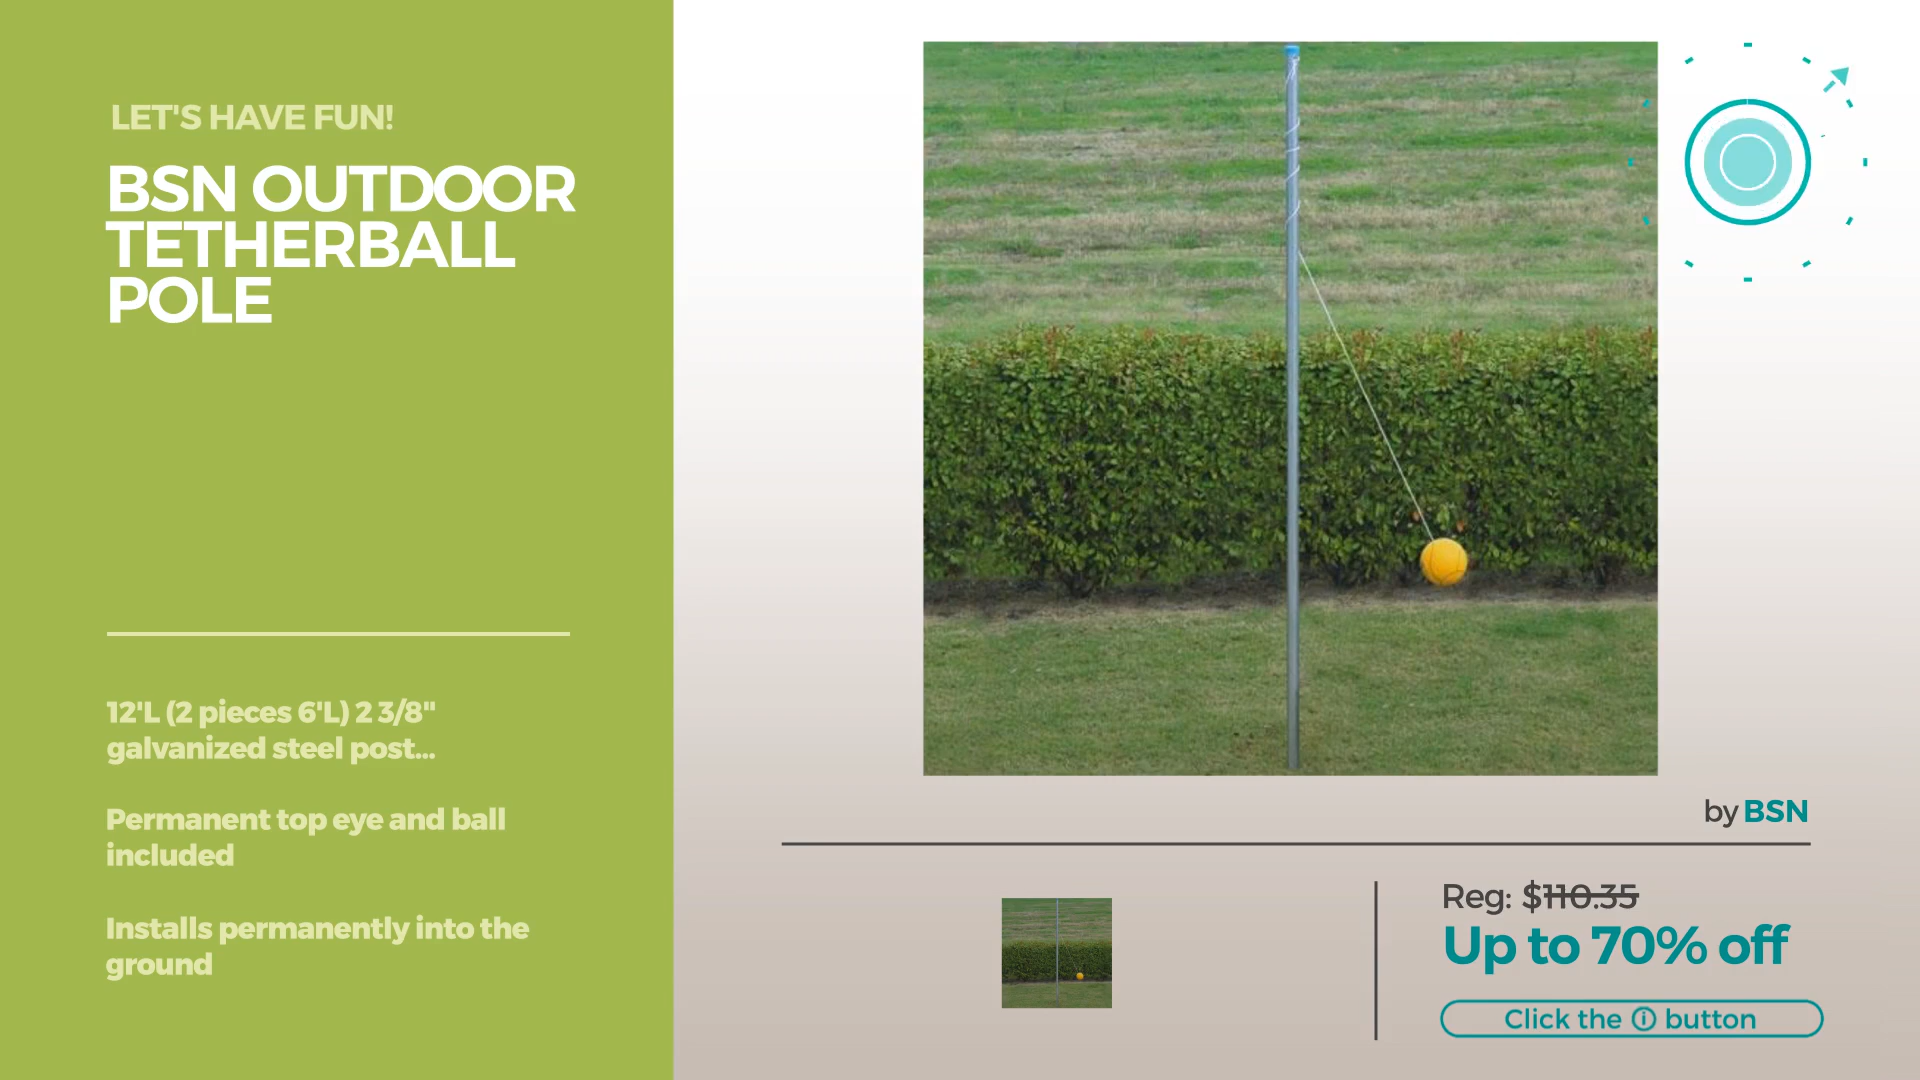 LET'S HAVE FUN!
BSN OUTDOOR
TETHERBALL
POLE
12'L (2 pieces 6'L) 2 3/8"
galvanized steel post...
Permanent top eye and ball
included
Installs permanently into the
ground
by BSN
Reg: $110.35
Up to 70% off
Click the ⓘ button